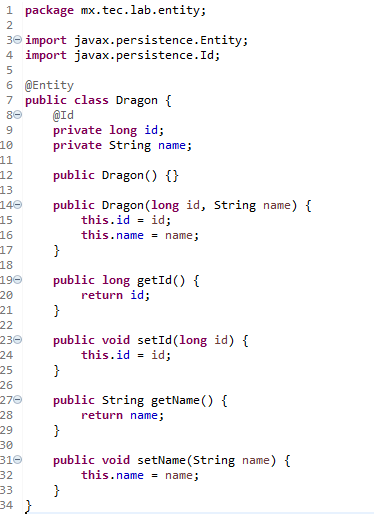 1 package mx.tec.lab.entity;
2
3 import javax.persistence.Entity;
4 import javax.persistence.Id;
5
6 @Entity
7 public class Dragon {
8     @Id
9     private long id;
10     private String name;
11
12     public Dragon() {}
13
14     public Dragon(long id, String name) {
15         this.id = id;
16         this.name = name;
17     }
18
19     public long getId() {
20         return id;
21     }
22
23     public void setId(long id) {
24         this.id = id;
25     }
26
27     public String getName() {
28         return name;
29     }
30
31     public void setName(String name) {
32         this.name = name;
33     }
34 }